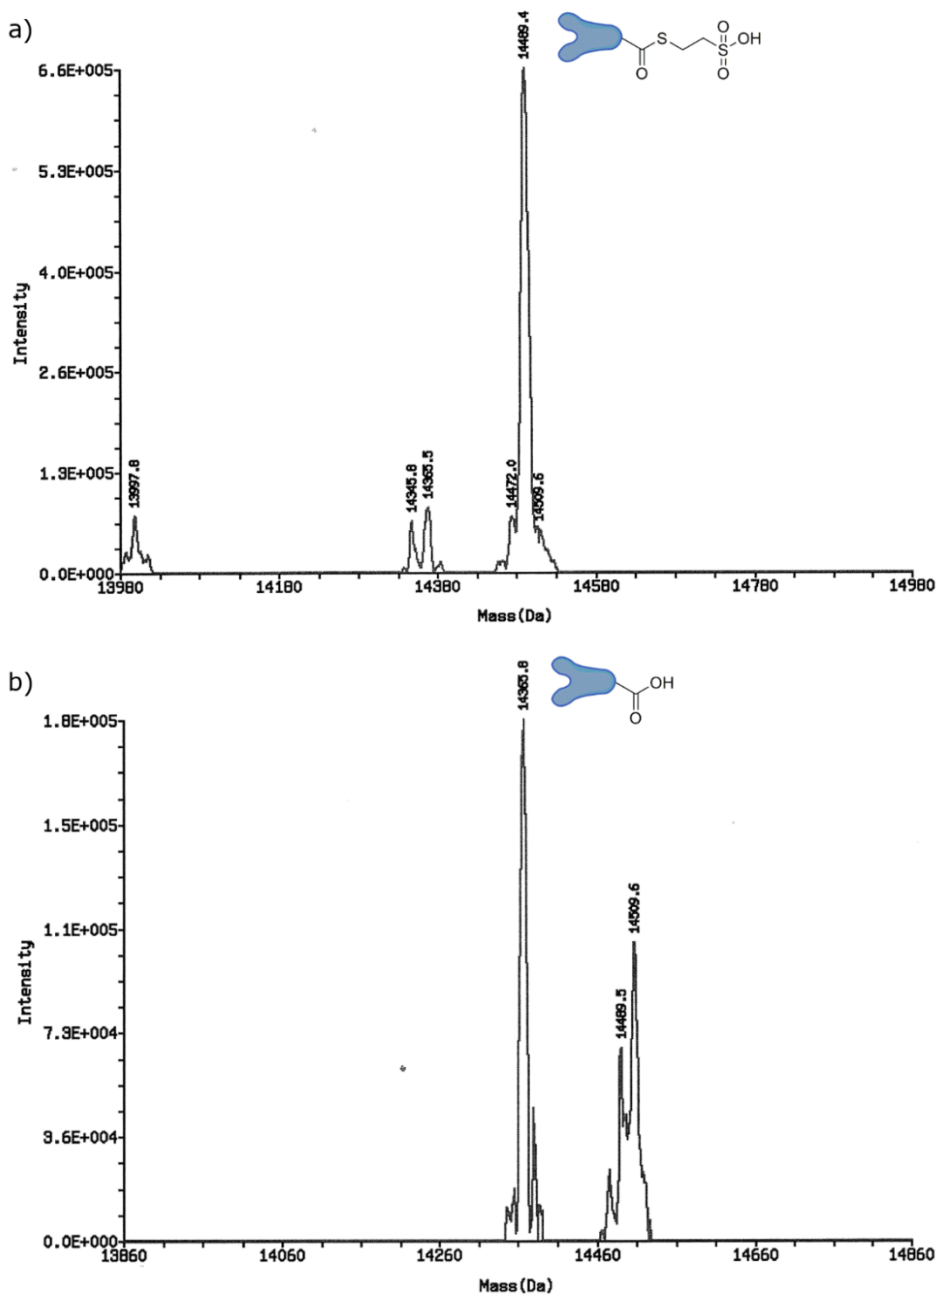 a)
14489.4
S
O
O
S
OH
O
6.6E+005
5.3E+005
4.0E+005
2.6E+005
1.3E+005
0.0E+000
Intensity
13997.8
14345.8
14365.5
14472.0
14509.6
13980 14180 14380 14580 14780 14980
Mass(Da)
b)
14365.8
OH
O
1.8E+005
1.5E+005
1.1E+005
7.3E+004
3.6E+004
0.0E+000
Intensity
14489.5
14509.6
13860 14060 14260 14460 14660 14860
Mass(Da)